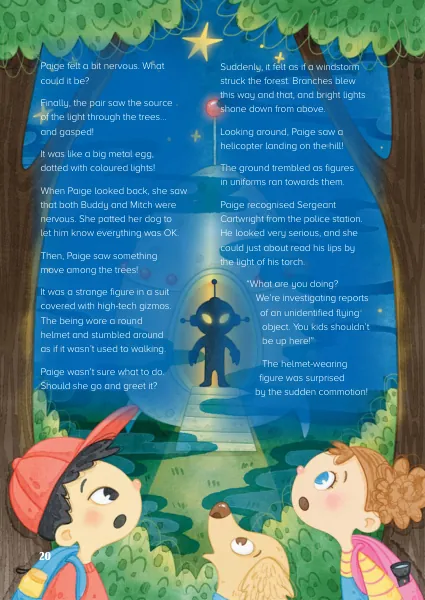 Paige felt a bit nervous. What
could it be?
Finally, the pair saw the source
of the light through the trees...
and gasped!
It was like a big metal egg,
dotted with coloured lights!
When Paige looked back, she saw
that both Buddy and Mitch were
nervous. She patted her dog to
let him know everything was OK.
Then, Paige saw something
move among the trees!
It was a strange figure in a suit
covered with high-tech gizmos.
The being wore a round
helmet and stumbled around
as if it wasn't used to walking.
Paige wasn't sure what to do.
Should she go and greet it?
Suddenly, it felt as if a windstorm
struck the forest. Branches blew
this way and that, and bright lights
shone down from above.
Looking around, Paige saw a
helicopter landing on the hill!
The ground trembled as figures
in uniforms ran towards them.
Paige recognised Sergeant
Cartwright from the police station.
He looked very serious, and she
could just about read his lips by
the light of his torch.
"What are you doing?
We're investigating reports
of an unidentified flying
object. You kids shouldn't
be up here!"
The helmet-wearing
figure was surprised
by the sudden commotion!
20